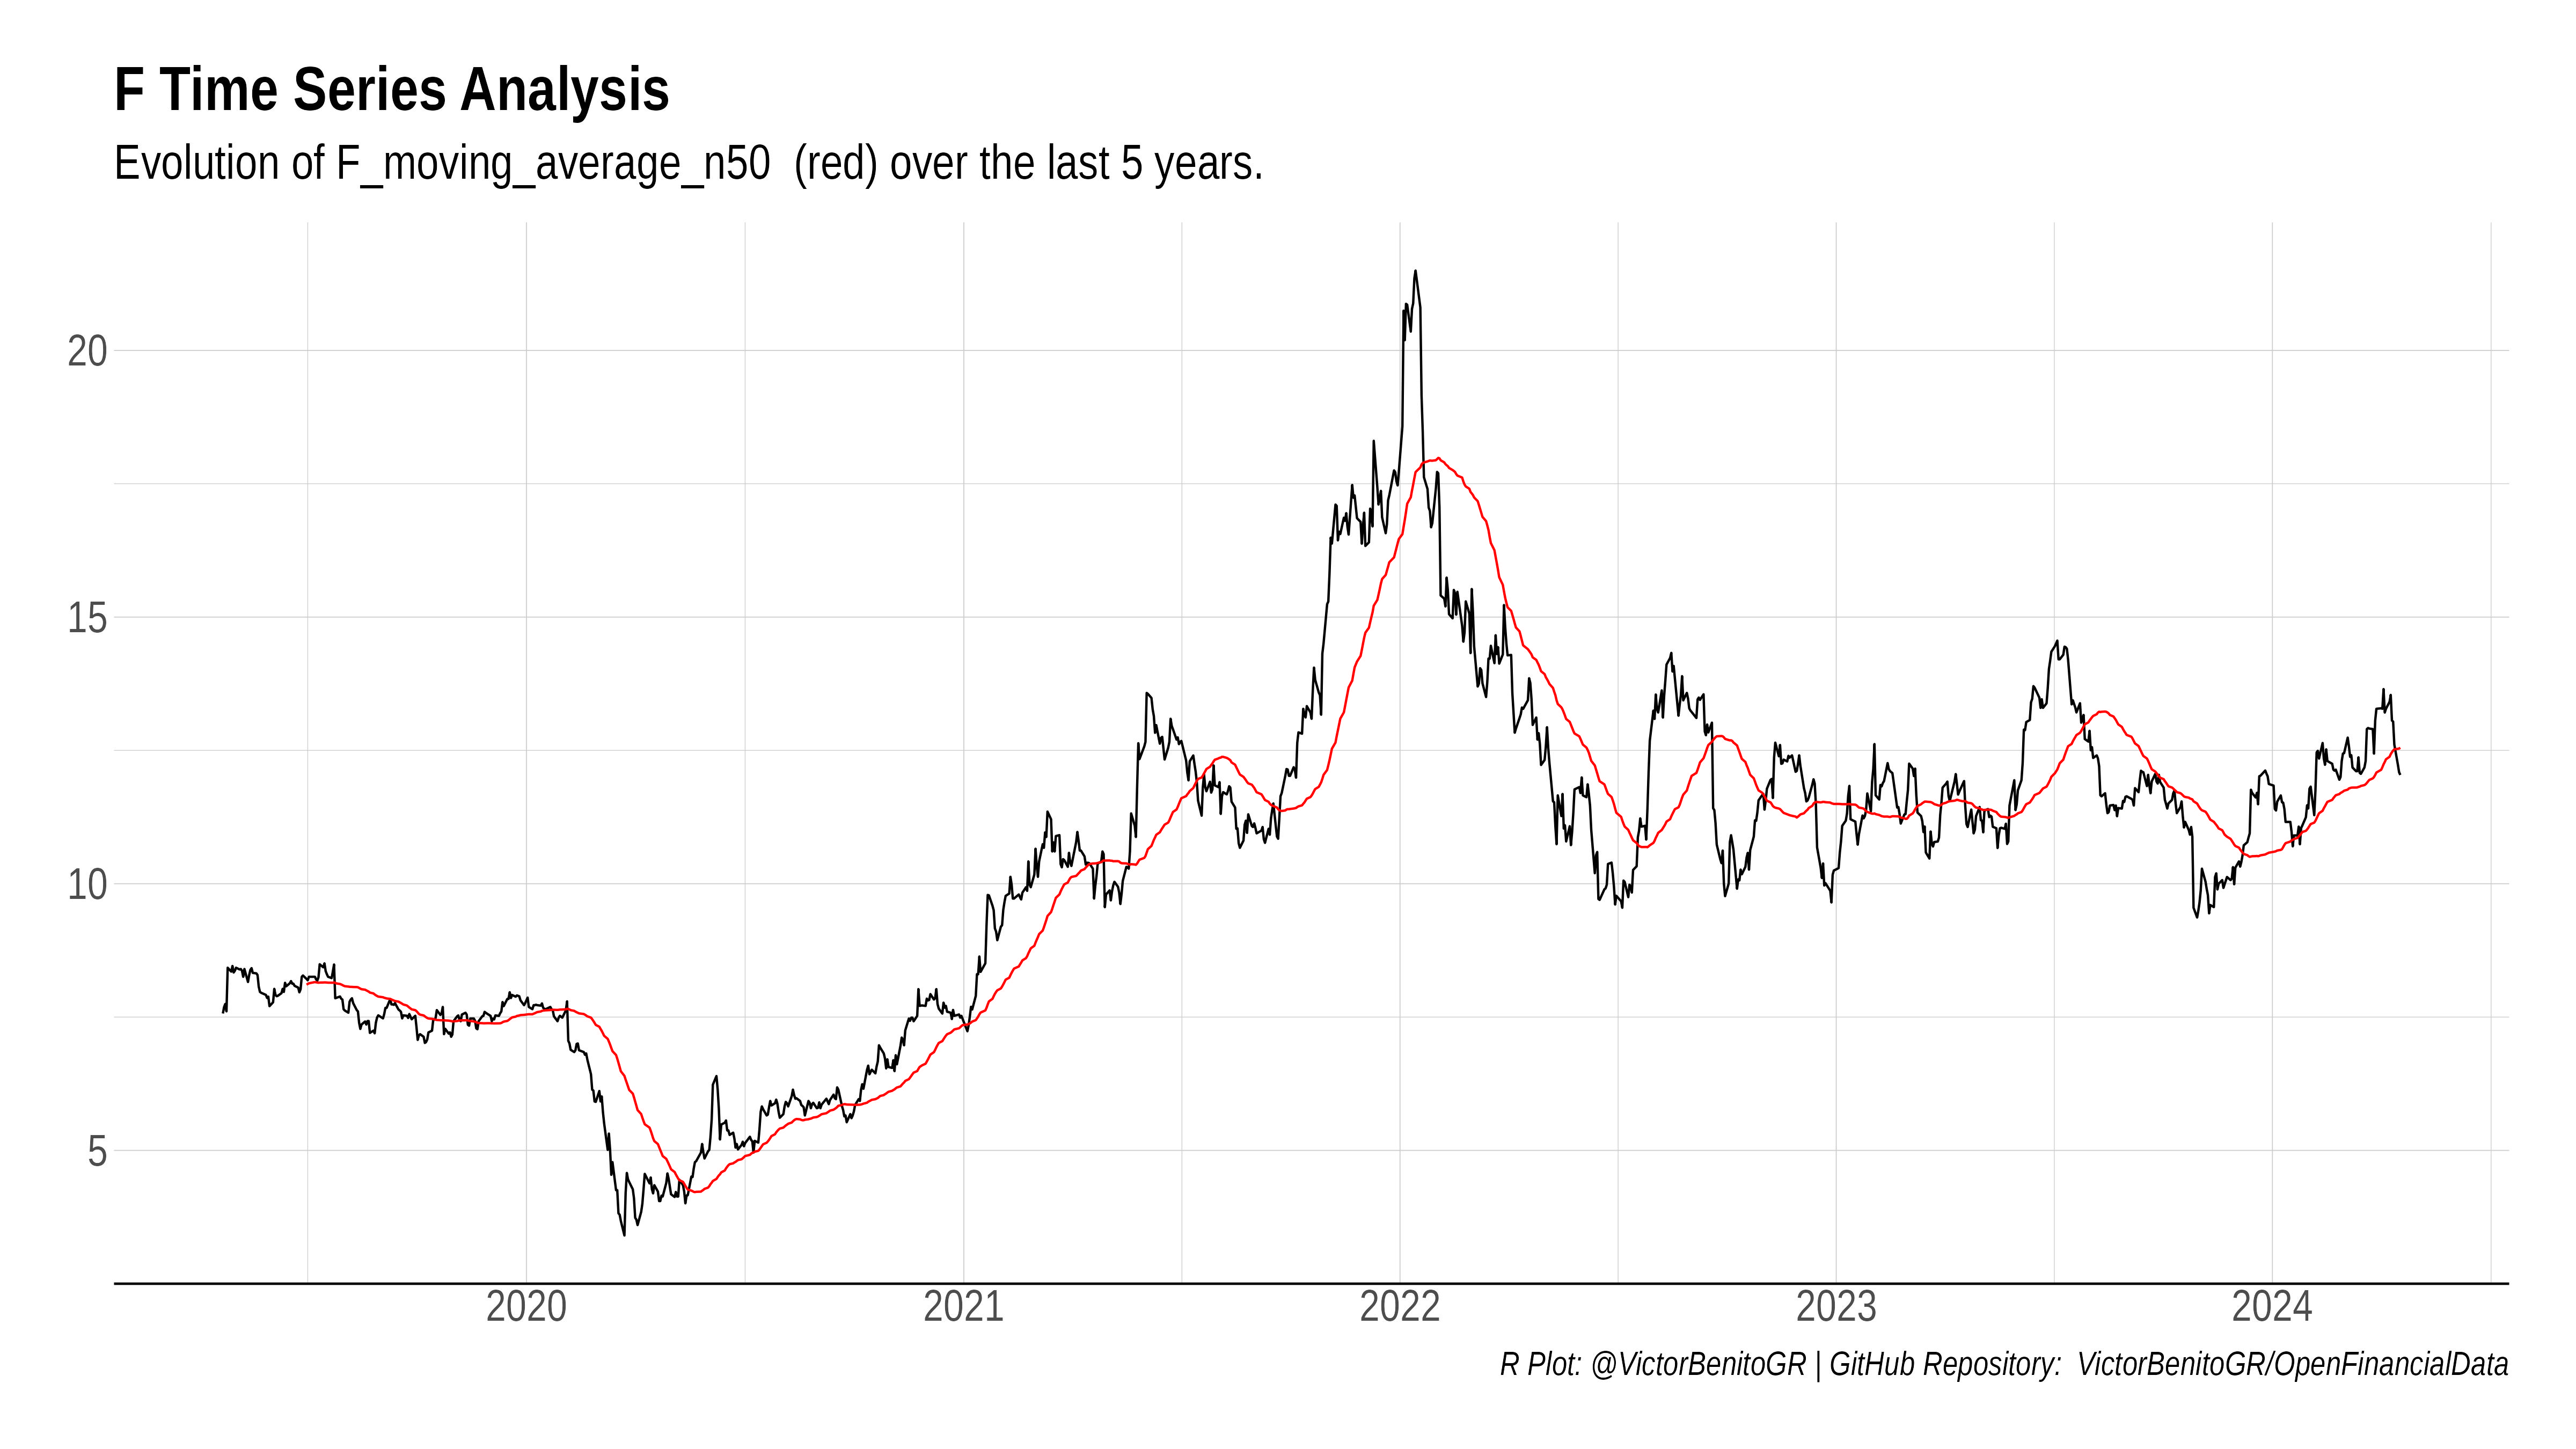 F Time Series Analysis
Evolution of F_moving_average_n50  (red) over the last 5 years.
20
15
10
5
2020 2021 2022 2023 2024
R Plot: @VictorBenitoGR | GitHub Repository:  VictorBenitoGR/OpenFinancialData